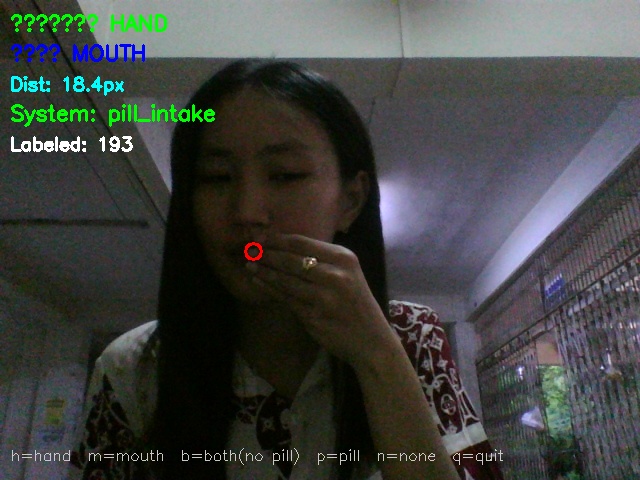 ??????? HAND
???? MOUTH
Dist: 18.4px
System: pill_intake
Labeled: 193
h=hand m=mouth b=both(no pill) p=pill n=none q=quit